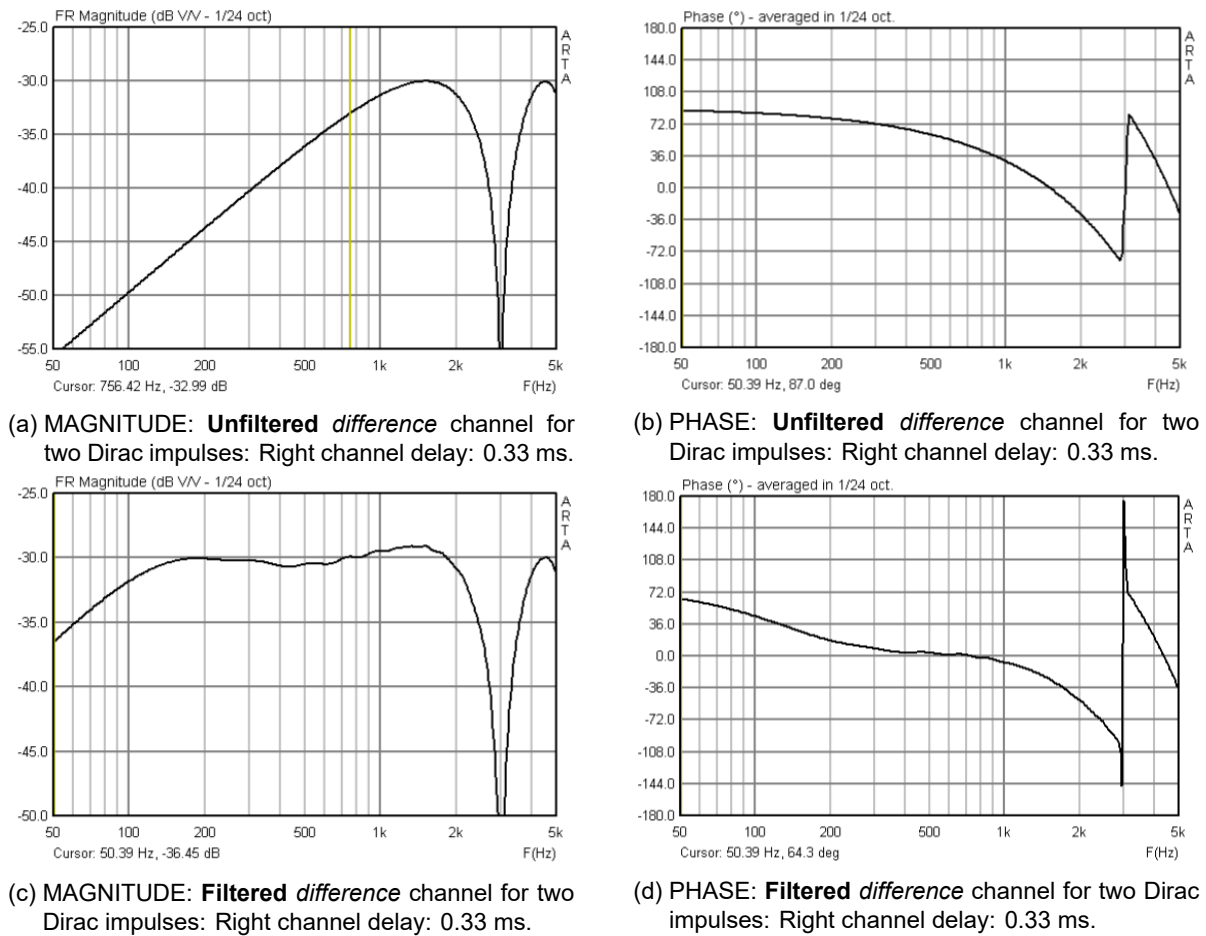 FR Magnitude (dB V/V - 1/24 oct)
-25.0
-30.0
-35.0
-40.0
-45.0
-50.0
-55.0
A
R
T
A
50 100 200 500 1k 2k 5k
Cursor: 756.42 Hz, -32.99 dB F(Hz)
(a) MAGNITUDE: Unfiltered difference channel for
two Dirac impulses: Right channel delay: 0.33 ms.
Phase (°) - averaged in 1/24 oct.
180.0
144.0
108.0
72.0
36.0
0.0
-36.0
-72.0
-108.0
-144.0
-180.0
A
R
T
A
50 100 200 500 1k 2k 5k
Cursor: 50.39 Hz, 87.0 deg F(Hz)
(b) PHASE: Unfiltered difference channel for two
Dirac impulses: Right channel delay: 0.33 ms.
FR Magnitude (dB V/V - 1/24 oct)
-25.0
-30.0
-35.0
-40.0
-45.0
-50.0
A
R
T
A
50 100 200 500 1k 2k 5k
Cursor: 50.39 Hz, -36.45 dB F(Hz)
(c) MAGNITUDE: Filtered difference channel for two
Dirac impulses: Right channel delay: 0.33 ms.
Phase (°) - averaged in 1/24 oct.
180.0
144.0
108.0
72.0
36.0
0.0
-36.0
-72.0
-108.0
-144.0
-180.0
A
R
T
A
50 100 200 500 1k 2k 5k
Cursor: 50.39 Hz, 64.3 deg F(Hz)
(d) PHASE: Filtered difference channel for two Dirac
impulses: Right channel delay: 0.33 ms.